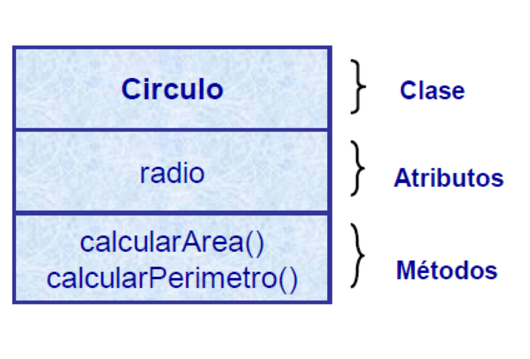 Circulo
Clase
radio
Atributos
calcularArea()
calcularPerimetro()
Métodos